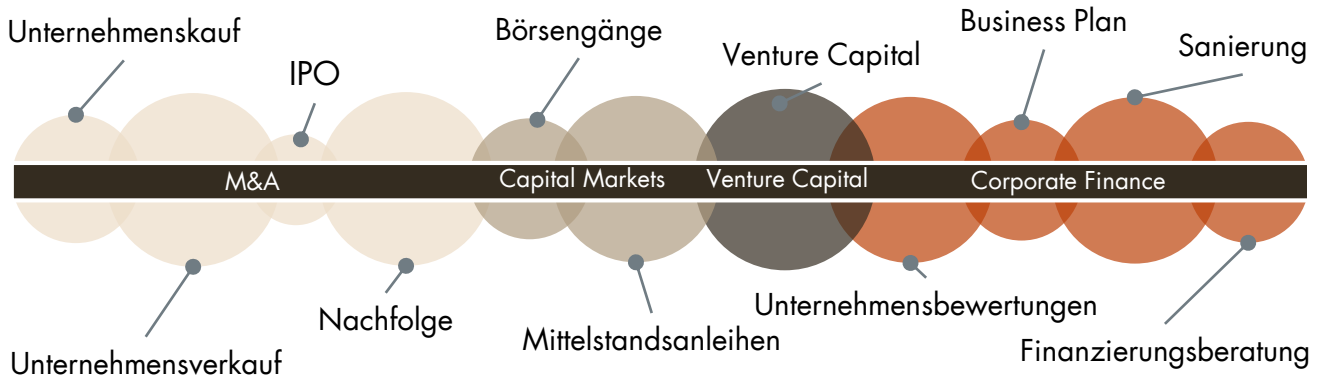 Unternehmenskauf
IPO
Börsengänge
Venture Capital
Business Plan
Sanierung
M&A
Capital Markets
Venture Capital
Corporate Finance
Unternehmensverkauf
Nachfolge
Mittelstandsanleihen
Unternehmensbewertungen
Finanzierungsberatung